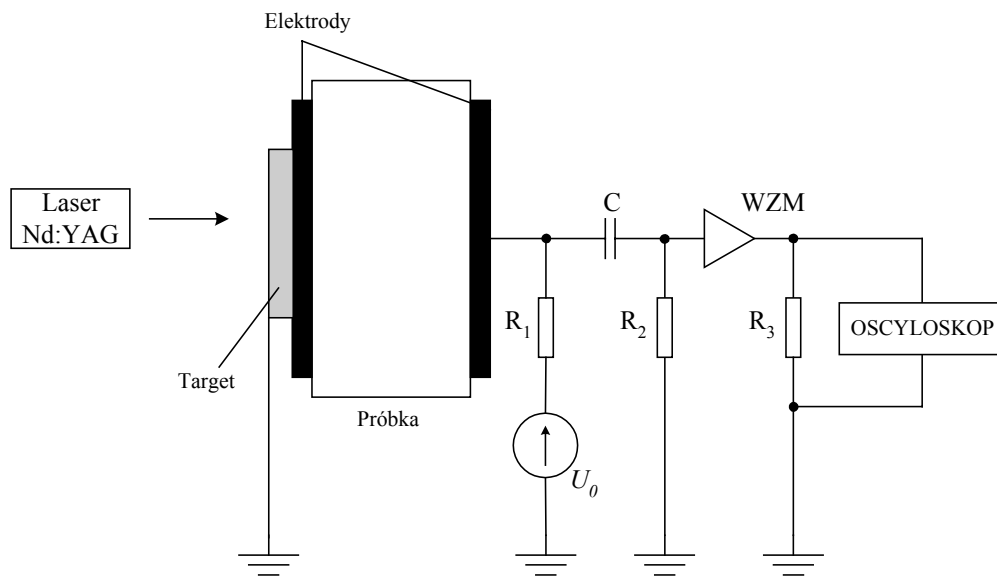 Elektrody
Laser
Nd:YAG
C
WZM
R1
R2
R3
OSCYLOSKOP
Target
Próbka
U0